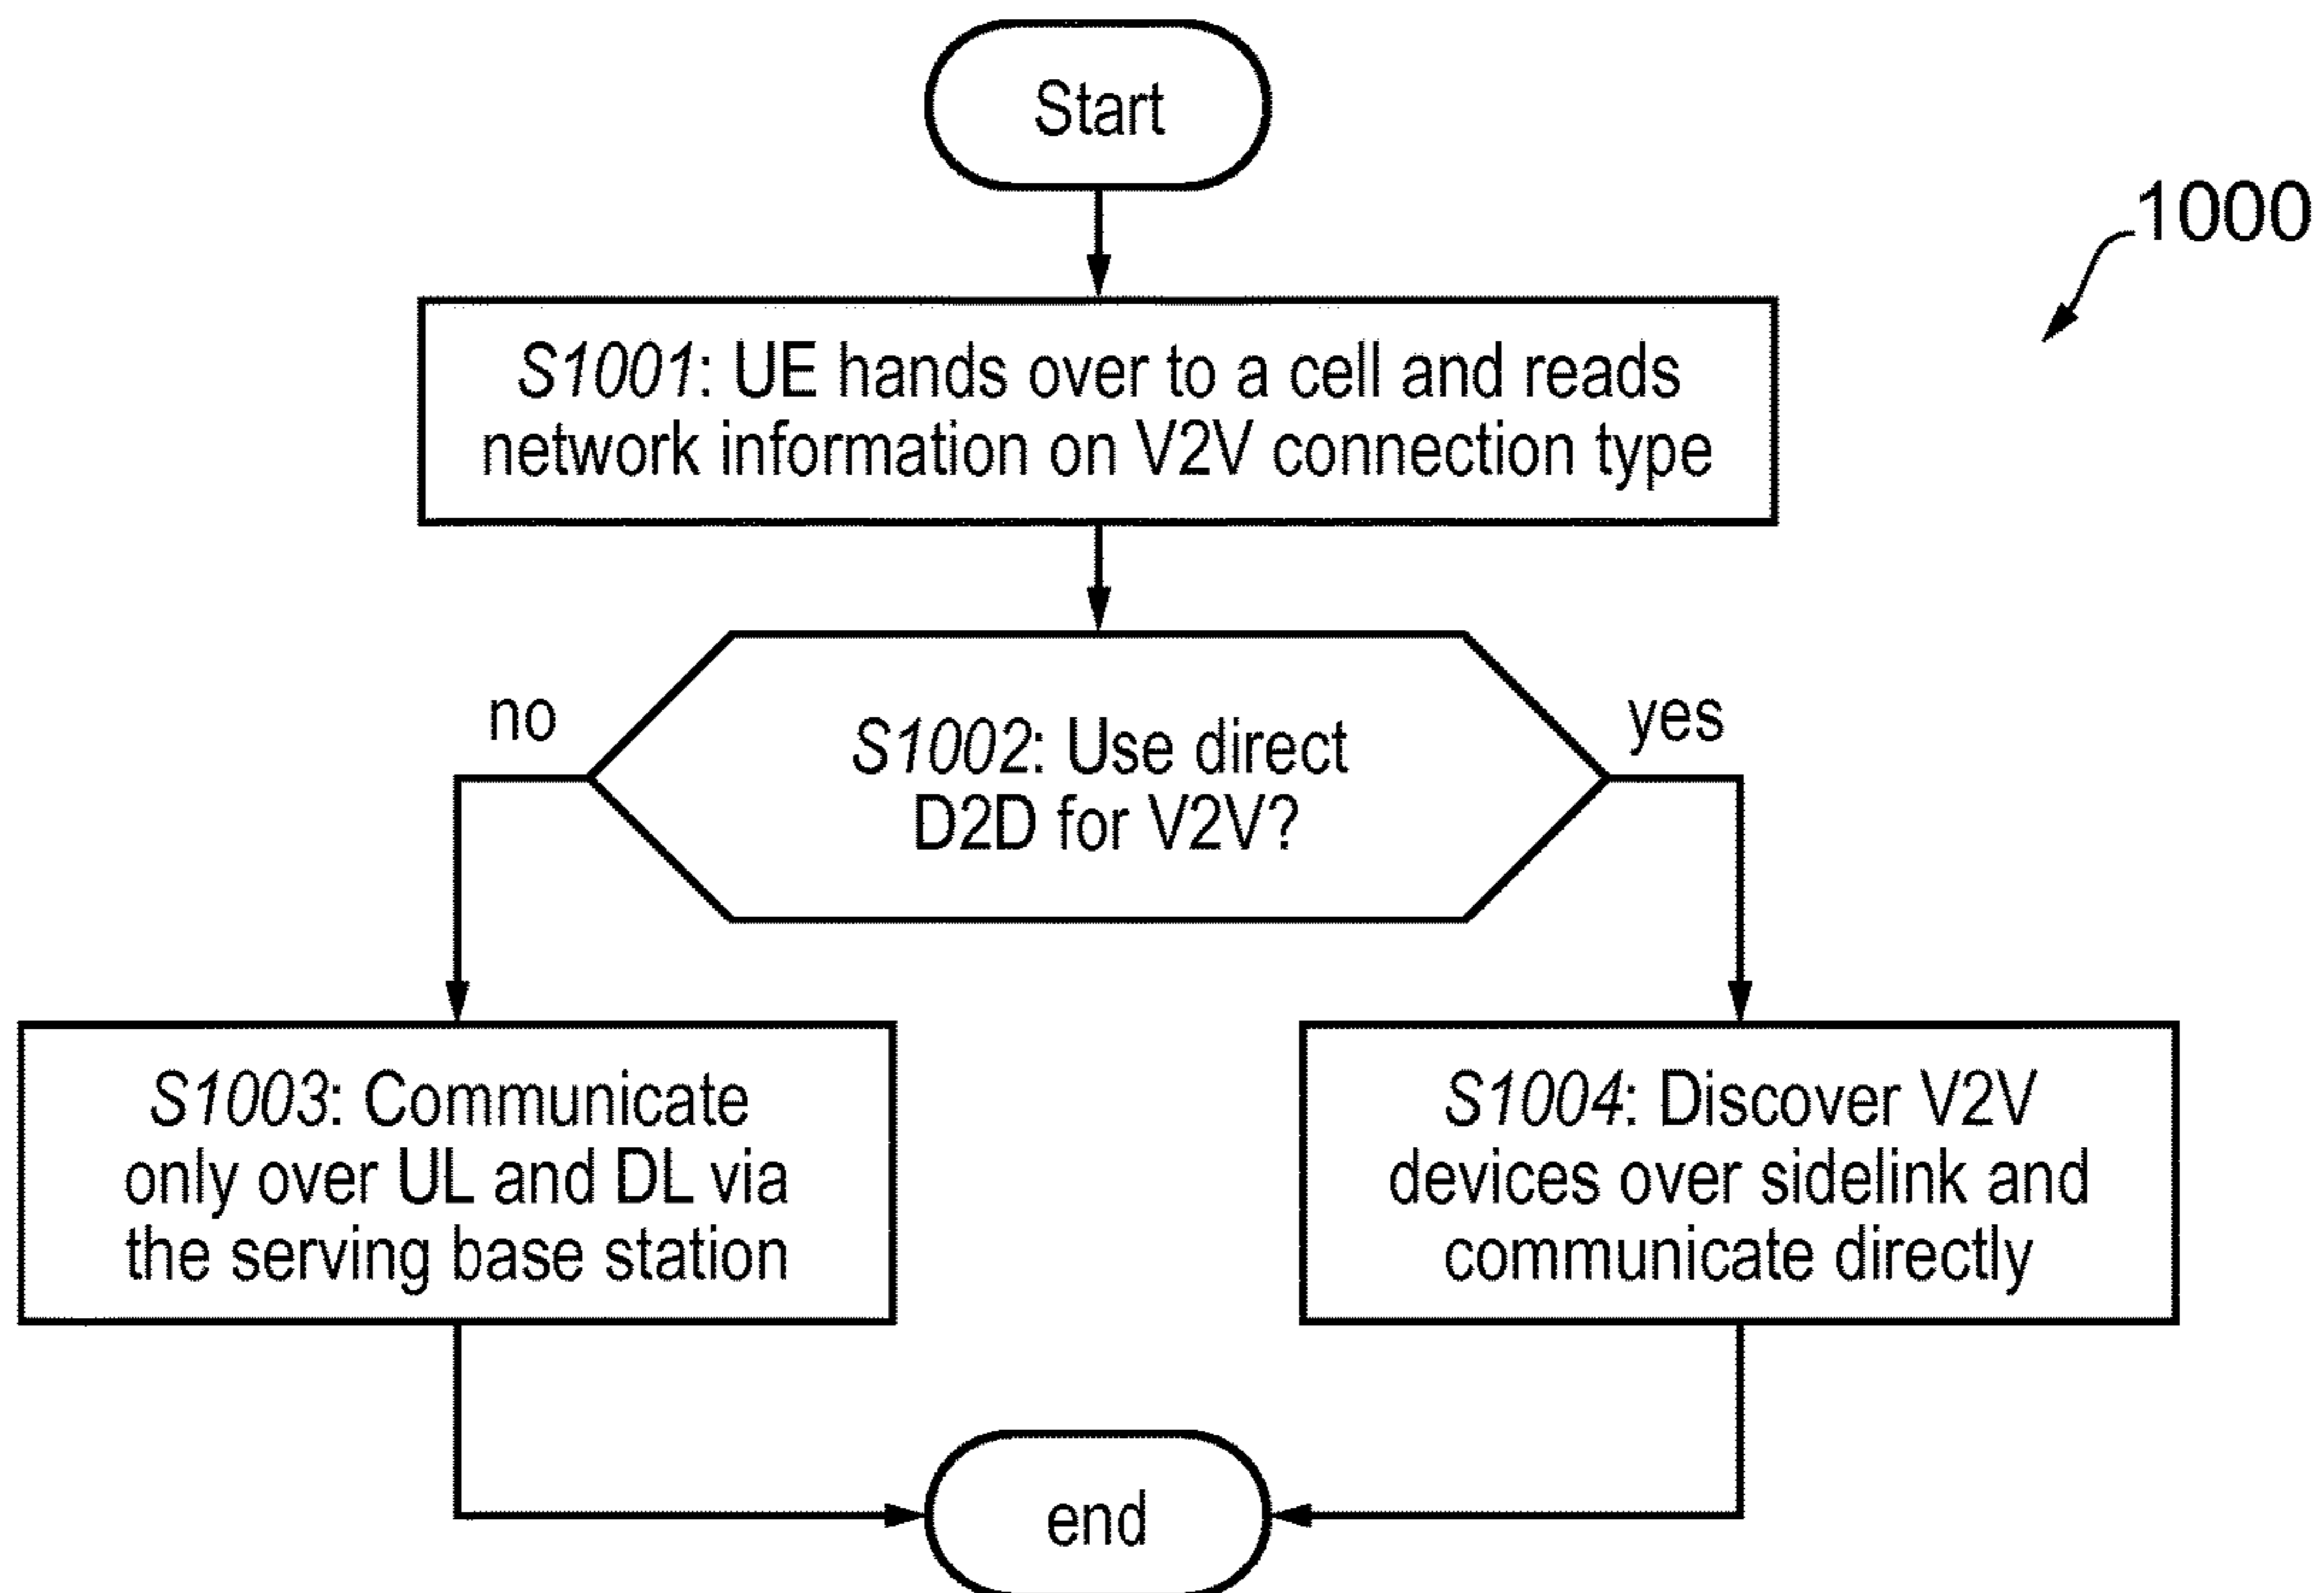 Start
1000
S1001: UE hands over to a cell and reads
network information on V2V connection type
no
yes
S1002: Use direct
D2D for V2V?
S1003: Communicate
only over UL and DL via
the serving base station
S1004: Discover V2V
devices over sidelink and
communicate directly
end